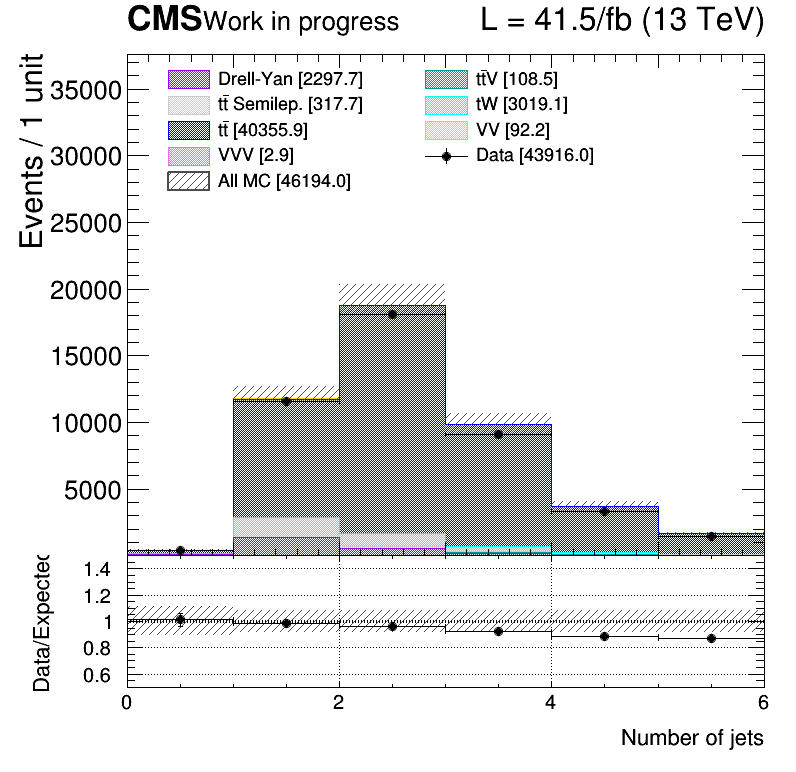 CMS Work in progress L = 41.5/fb (13 TeV)
Events / 1 unit
35000
30000
25000
20000
15000
10000
5000
Drell-Yan [2297.7]
tt̄ Semilep. [317.7]
tt̄ [40355.9]
VVV [2.9]
All MC [46194.0]
tt̄V [108.5]
tW [3019.1]
VV [92.2]
Data [43916.0]
Data/Expected
1.4
1.2
1
0.8
0.6
0 2 4 6
Number of jets